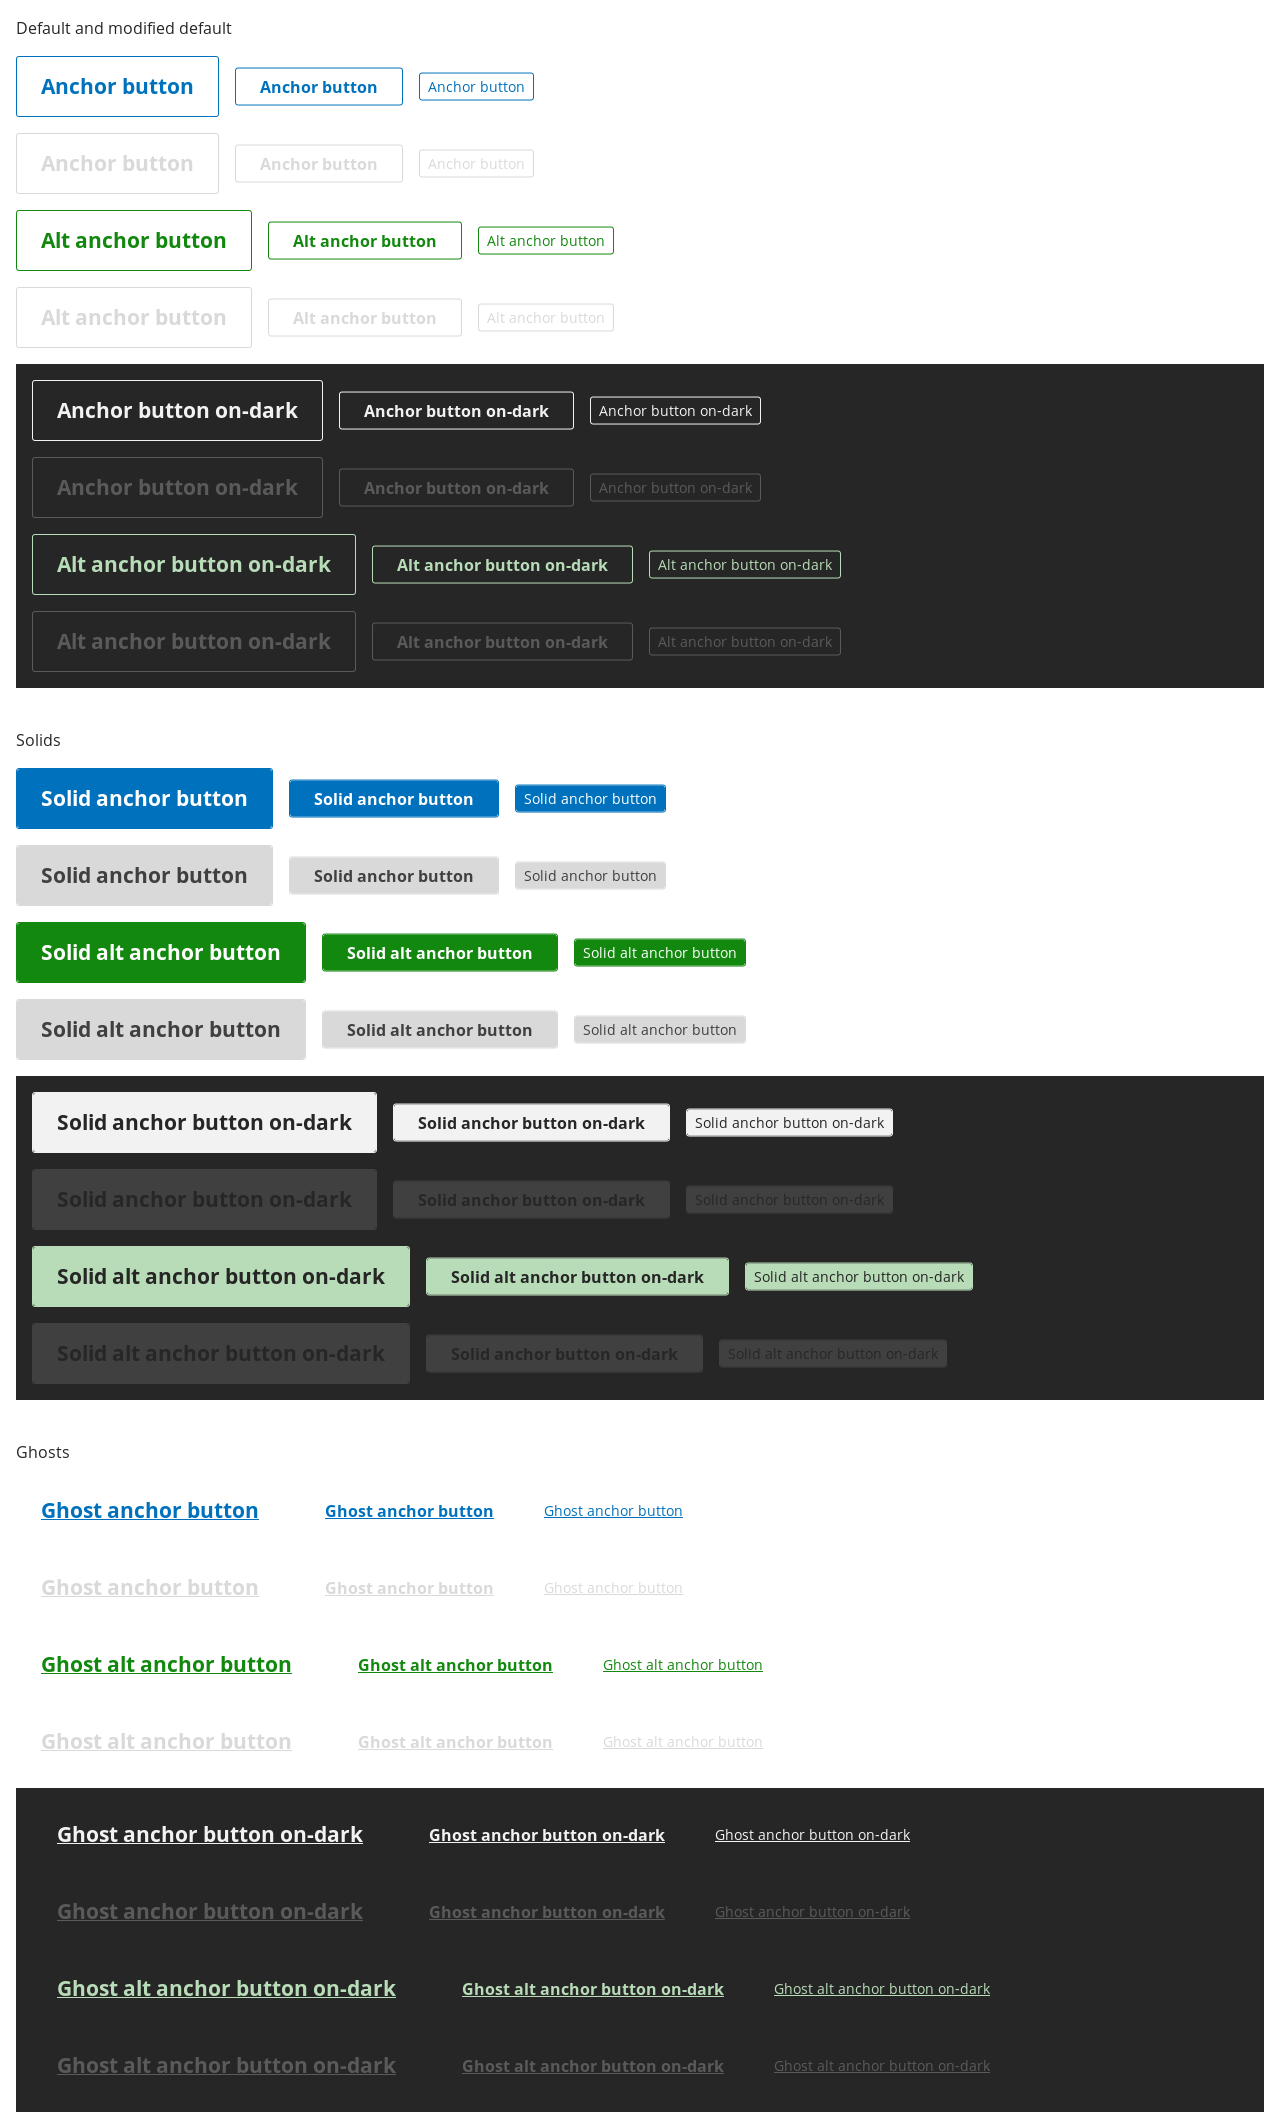 Default and modified default
Anchor button Anchor button Anchor button
Anchor button Anchor button Anchor button
Alt anchor button Alt anchor button Alt anchor button
Alt anchor button Alt anchor button Alt anchor button
Anchor button on-dark Anchor button on-dark Anchor button on-dark
Anchor button on-dark Anchor button on-dark Anchor button on-dark
Alt anchor button on-dark Alt anchor button on-dark Alt anchor button on-dark
Alt anchor button on-dark Alt anchor button on-dark Alt anchor button on-dark
Solids
Solid anchor button Solid anchor button Solid anchor button
Solid anchor button Solid anchor button Solid anchor button
Solid alt anchor button Solid alt anchor button Solid alt anchor button
Solid alt anchor button Solid alt anchor button Solid alt anchor button
Solid anchor button on-dark Solid anchor button on-dark Solid anchor button on-dark
Solid anchor button on-dark Solid anchor button on-dark Solid anchor button on-dark
Solid alt anchor button on-dark Solid alt anchor button on-dark Solid alt anchor button on-dark
Solid alt anchor button on-dark Solid anchor button on-dark Solid alt anchor button on-dark
Ghosts
Ghost anchor button Ghost anchor button Ghost anchor button
Ghost anchor button Ghost anchor button Ghost anchor button
Ghost alt anchor button Ghost alt anchor button Ghost alt anchor button
Ghost alt anchor button Ghost alt anchor button Ghost alt anchor button
Ghost anchor button on-dark Ghost anchor button on-dark Ghost anchor button on-dark
Ghost anchor button on-dark Ghost anchor button on-dark Ghost anchor button on-dark
Ghost alt anchor button on-dark Ghost alt anchor button on-dark Ghost alt anchor button on-dark
Ghost alt anchor button on-dark Ghost alt anchor button on-dark Ghost alt anchor button on-dark